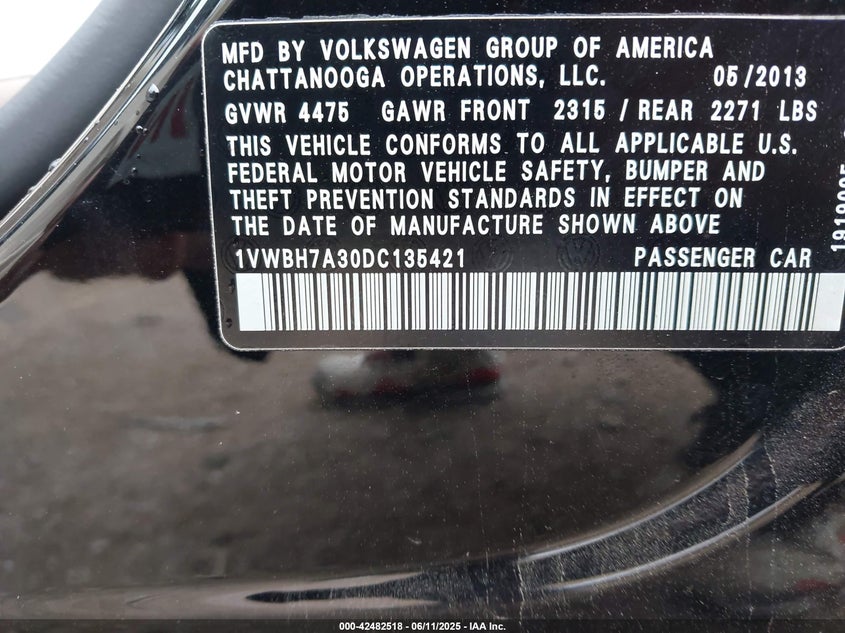 MFD BY VOLKSWAGEN GROUP OF AMERICA
CHATTANOOGA OPERATIONS, LLC. 05/2013
GVWR 4475 GAWR FRONT 2315 / REAR 2271 LBS
THIS VEHICLE CONFORMS TO ALL APPLICABLE U.S.
FEDERAL MOTOR VEHICLE SAFETY, BUMPER AND
THEFT PREVENTION STANDARDS IN EFFECT ON
THE DATE OF MANUFACTURE SHOWN ABOVE
1VWBH7A30DC135421 PASSENGER CAR
000-42482518 - 06/11/2025 - IAA Inc.